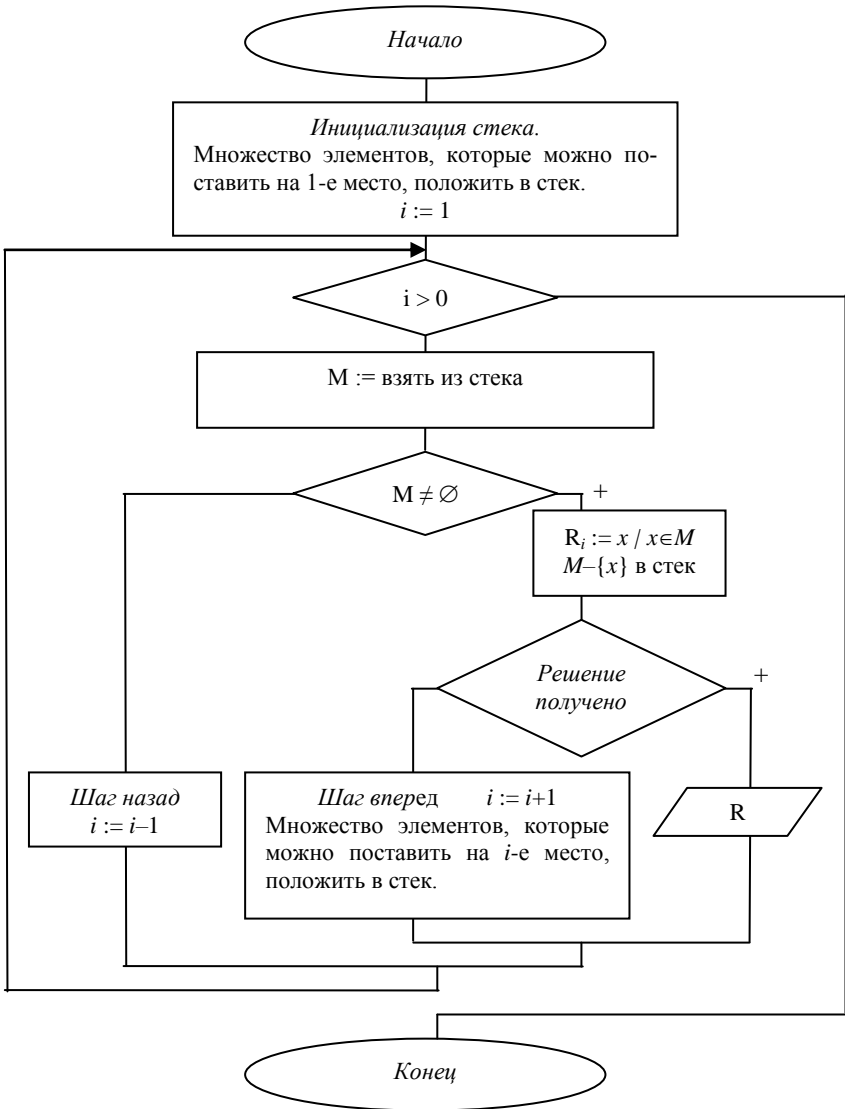 Начало
Инициализация стека.
Множество элементов, которые можно по-
ставить на 1-е место, положить в стек.
i := 1
i > 0
M := взять из стека
M ≠ ∅
+
Rᵢ := x / x∈M
M–{x} в стек
Решение
получено
+
Шаг назад
i := i–1
Шаг вперед i := i+1
Множество элементов, которые
можно поставить на i-е место,
положить в стек.
R
Конец